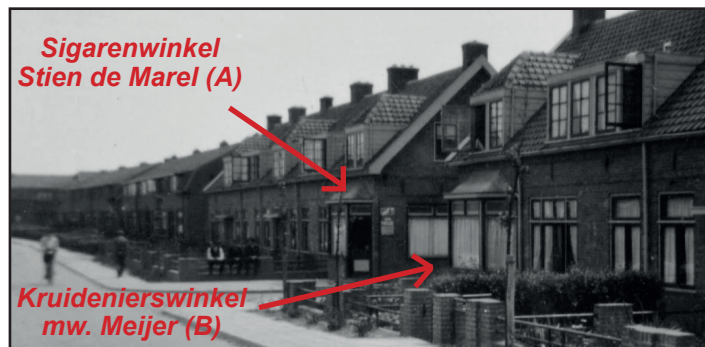 Sigarenwinkel
Stien de Marel (A)
Kruidenierswinkel
mw. Meijer (B)